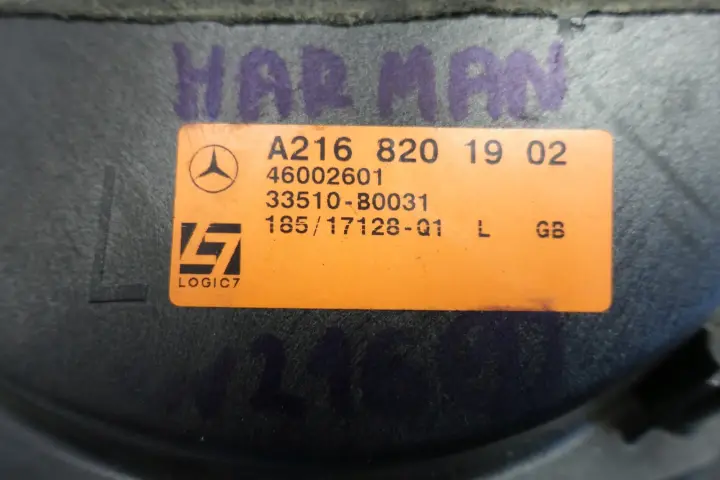 HARMAN
A216 820 19 02
46002601
33510-B0031
185/17128-Q1 L GB
LOGIC7
L